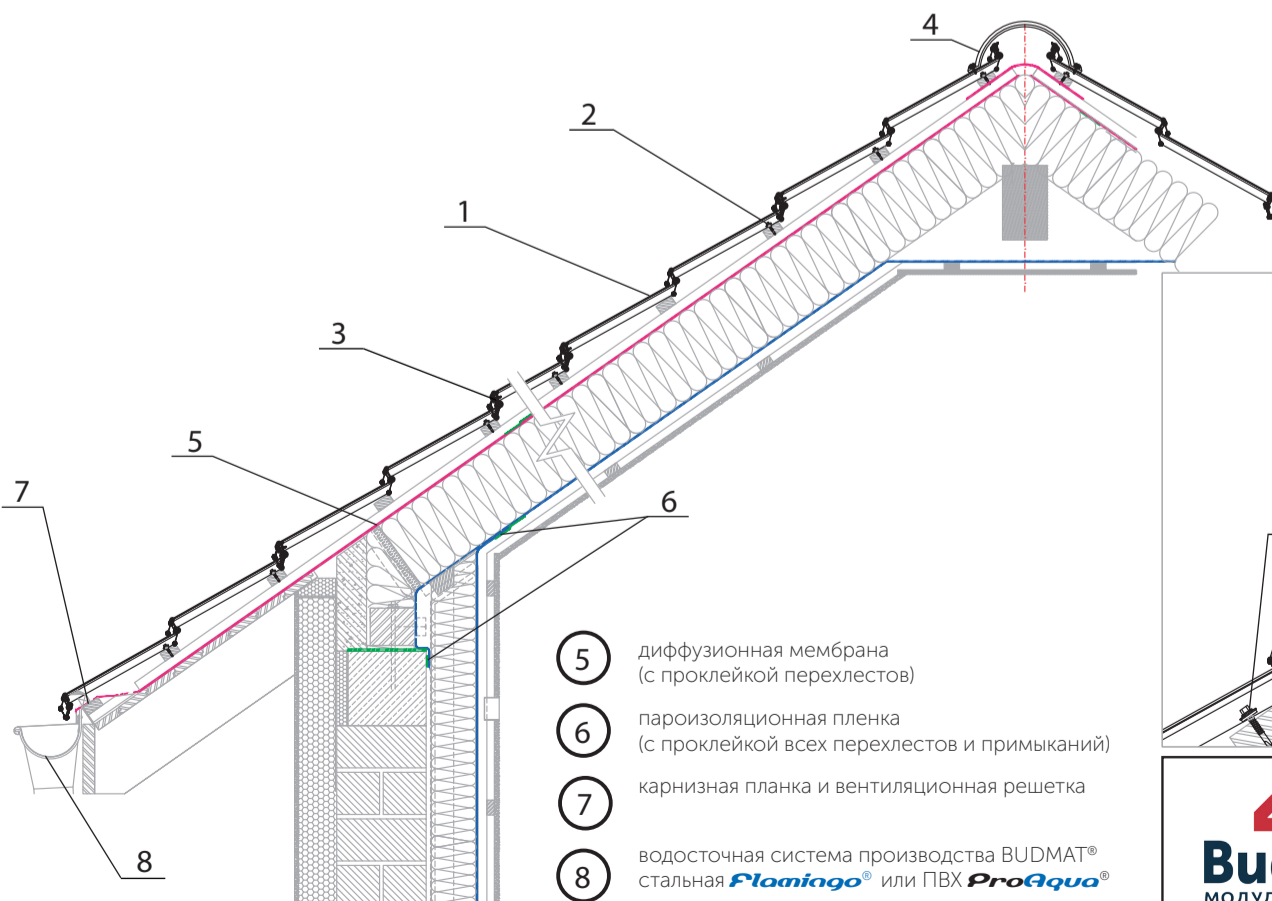 4
2
1
3
5
7
6
8
5 диффузионная мембрана
(с проклейкой перехлестов)
6 пароизоляционная пленка
(с проклейкой всех перехлестов и примыканий)
7 карнизная планка и вентиляционная решетка
8 водосточная система производства BUDMAT®
стальная Flamingo® или ПВХ ProAqua®